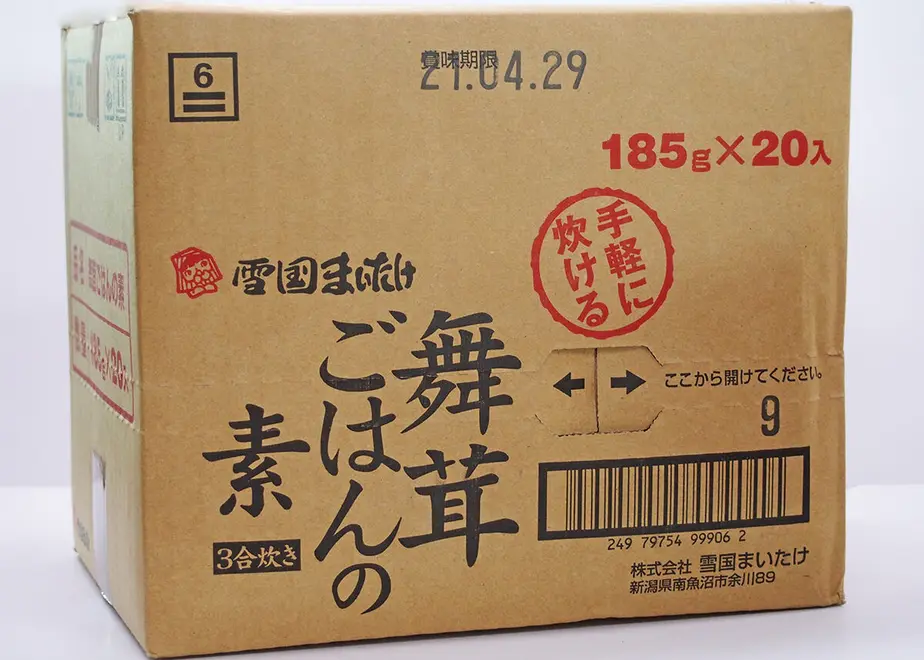 6
賞味期限
21.04.29
185g×20入
手軽に
炊ける
雪国まいたけ
舞茸
ごはんの
素
3合炊き
ここから開けてください。
9
249 79754 99906 2
株式会社 雪国まいたけ
新潟県南魚沼市余川89